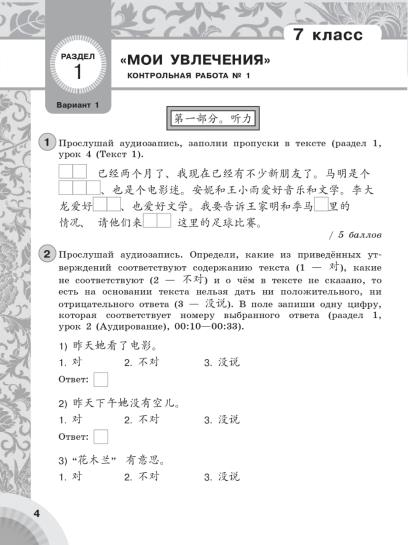 7 класс
РАЗДЕЛ
1
«МОИ УВЛЕЧЕНИЯ»
КОНТРОЛЬНАЯ РАБОТА № 1
Вариант 1
第一部分。听力
1 Прослушай аудиозапись, заполни пропуски в тексте (раздел 1,
урок 4 (Текст 1).
已经两个月了、我现在已经有不少新朋友了。马明是个
、也是个电影迷。安妮和王小雨爱好音乐和文学。李大
龙爱好 、也爱好文学。我要告诉王家明和李马 里的
情况、请他们来 这里的足球比赛。
/ 5 баллов
2 Прослушай аудиозапись. Определи, какие из приведённых ут-
верждений соответствуют содержанию текста (1 — 对), какие
не соответствуют (2 — 不对) и о чём в тексте не сказано, то
есть на основании текста нельзя дать ни положительного, ни
отрицательного ответа (3 — 没说). В поле запиши одну цифру,
которая соответствует номеру выбранного ответа (раздел 1,
урок 2 (Аудирование), 00:10—00:33).
1) 昨天她看了电影。
1. 对 2. 不对 3. 没说
Ответ:
2) 昨天下午她没有空儿。
1. 对 2. 不对 3. 没说
Ответ:
3) “花木兰” 有意思。
1. 对 2. 不对 3. 没说
4